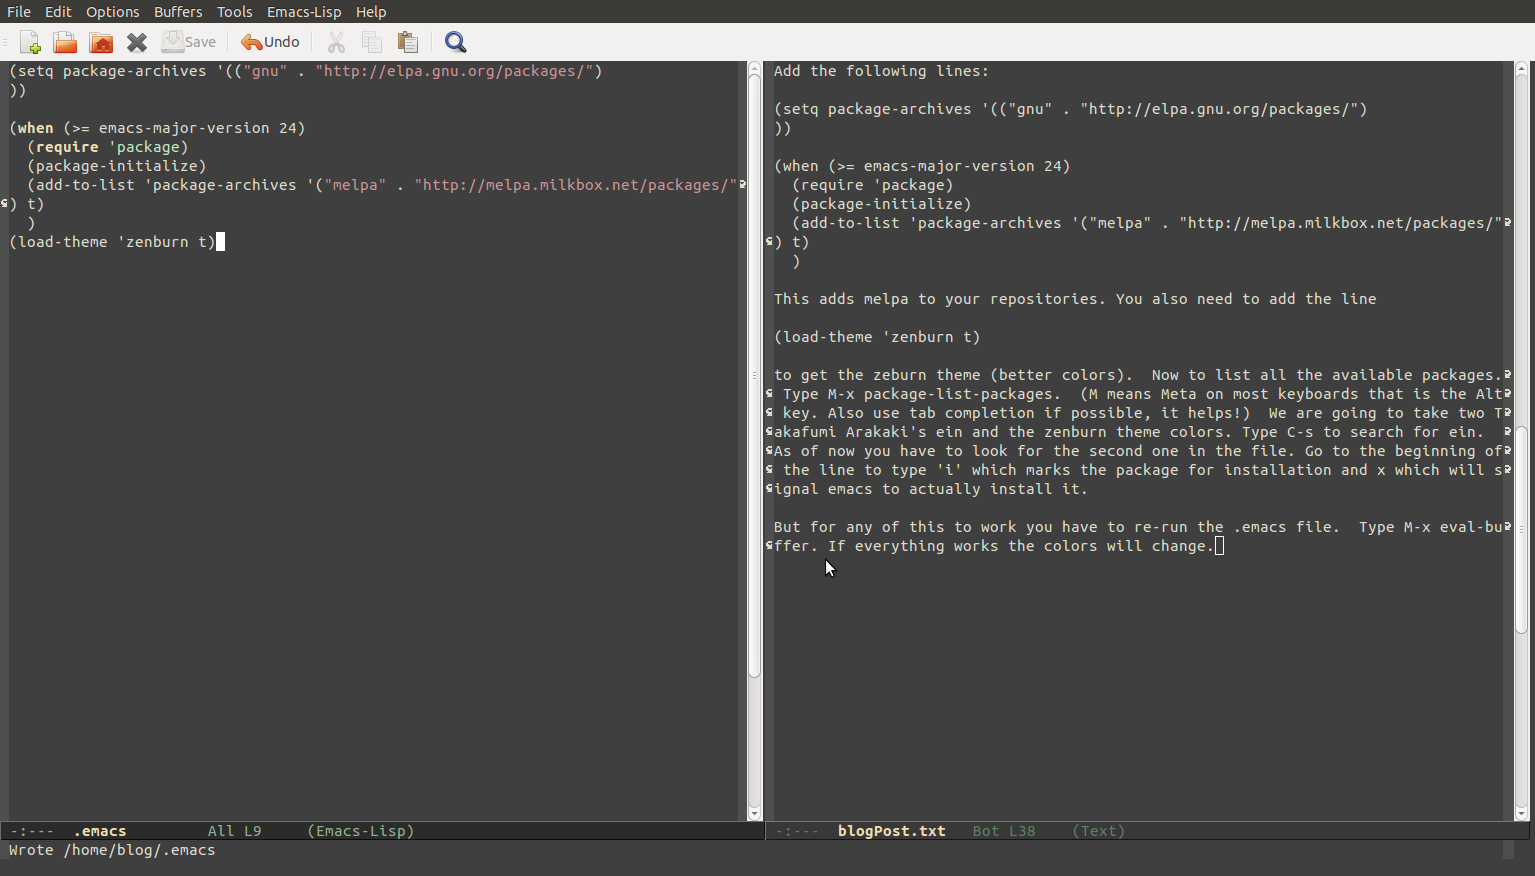 File Edit Options Buffers Tools Emacs-Lisp Help
Save Undo
(setq package-archives '(("gnu" . "http://elpa.gnu.org/packages/")
))
(when (>= emacs-major-version 24)
(require 'package)
(package-initialize)
(add-to-list 'package-archives '("melpa" . "http://melpa.milkbox.net/packages/"
) t)
)
(load-theme 'zenburn t)
-:--- .emacs All L9 (Emacs-Lisp)
Wrote /home/blog/.emacs
Add the following lines:
(setq package-archives '(("gnu" . "http://elpa.gnu.org/packages/")
))
(when (>= emacs-major-version 24)
(require 'package)
(package-initialize)
(add-to-list 'package-archives '("melpa" . "http://melpa.milkbox.net/packages/"
) t)
)
This adds melpa to your repositories. You also need to add the line
(load-theme 'zenburn t)
to get the zeburn theme (better colors).  Now to list all the available packages.
Type M-x package-list-packages.  (M means Meta on most keyboards that is the Alt
key. Also use tab completion if possible, it helps!)  We are going to take two T
akafumi Arakaki's ein and the zenburn theme colors. Type C-s to search for ein.
As of now you have to look for the second one in the file. Go to the beginning of
the line to type 'i' which marks the package for installation and x which will s
ignal emacs to actually install it.
But for any of this to work you have to re-run the .emacs file.  Type M-x eval-bu
ffer. If everything works the colors will change.
-:--- blogPost.txt Bot L38 (Text)